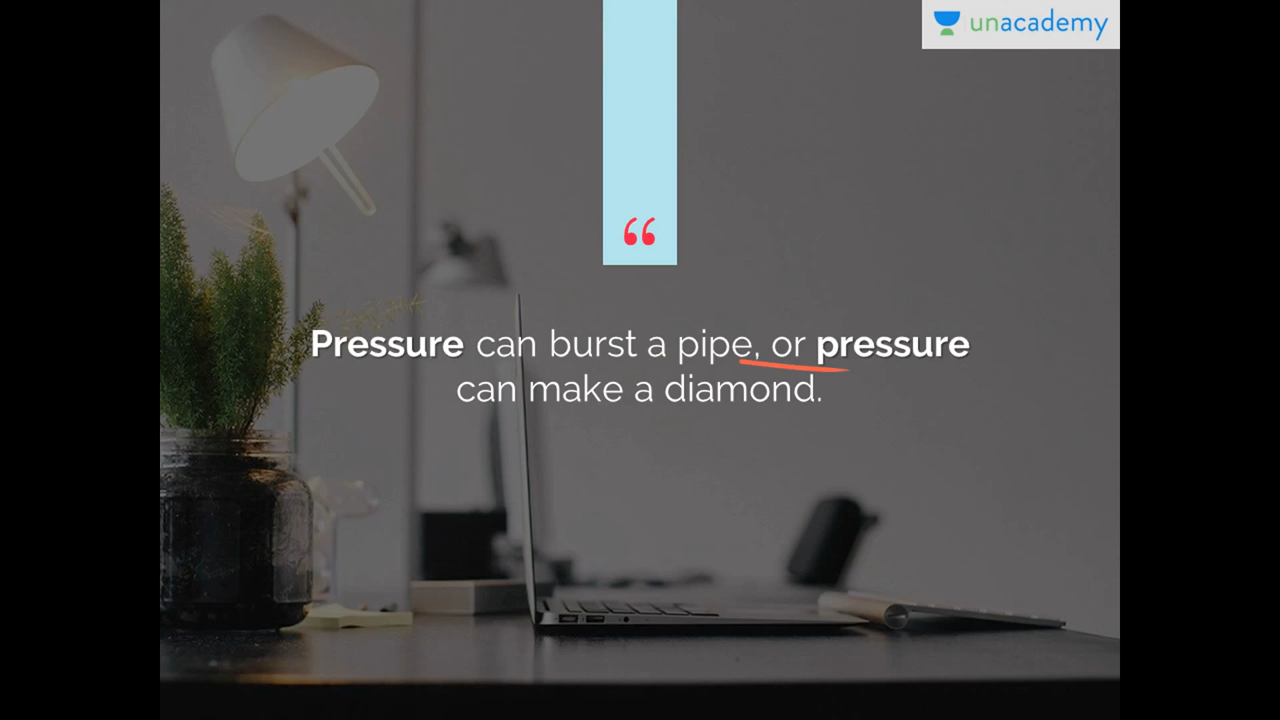 unacademy
“
Pressure can burst a pipe, or pressure
can make a diamond.